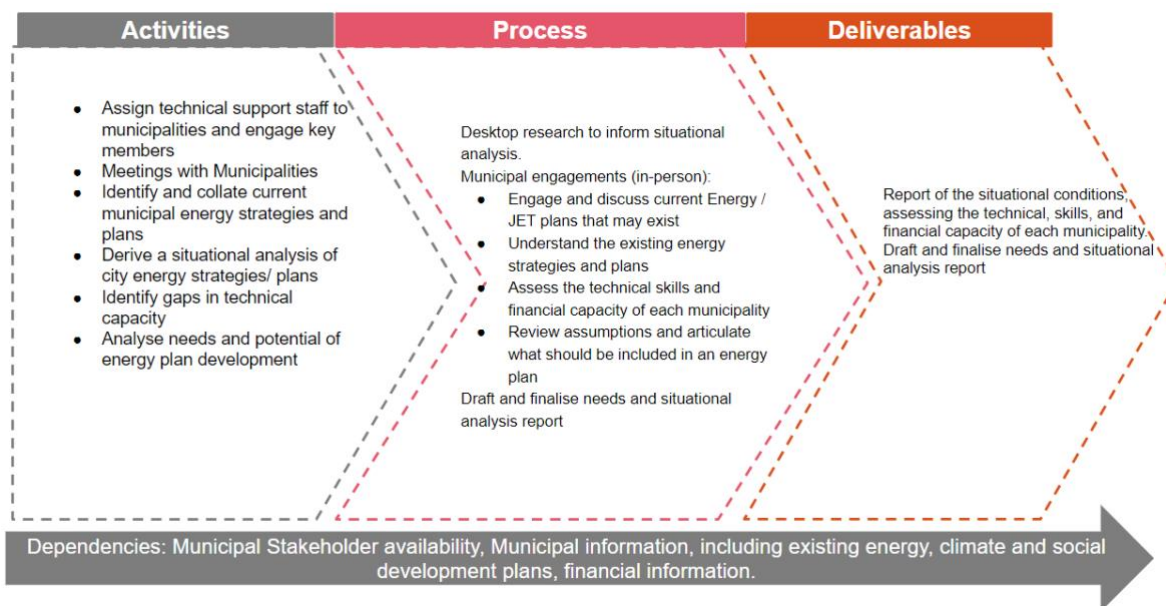 Activities
Process
Deliverables
● Assign technical support staff to
municipalities and engage key
members
● Meetings with Municipalities
● Identify and collate current
municipal energy strategies and
plans
● Derive a situational analysis of
city energy strategies/ plans
● Identify gaps in technical
capacity
● Analyse needs and potential of
energy plan development
Desktop research to inform situational
analysis.
Municipal engagements (in-person):
● Engage and discuss current Energy /
JET plans that may exist
● Understand the existing energy
strategies and plans
● Assess the technical skills and
financial capacity of each municipality
● Review assumptions and articulate
what should be included in an energy
plan
Draft and finalise needs and situational
analysis report
Report of the situational conditions,
assessing the technical, skills, and
financial capacity of each municipality.
Draft and finalise needs and situational
analysis report
Dependencies: Municipal Stakeholder availability, Municipal information, including existing energy, climate and social
development plans, financial information.